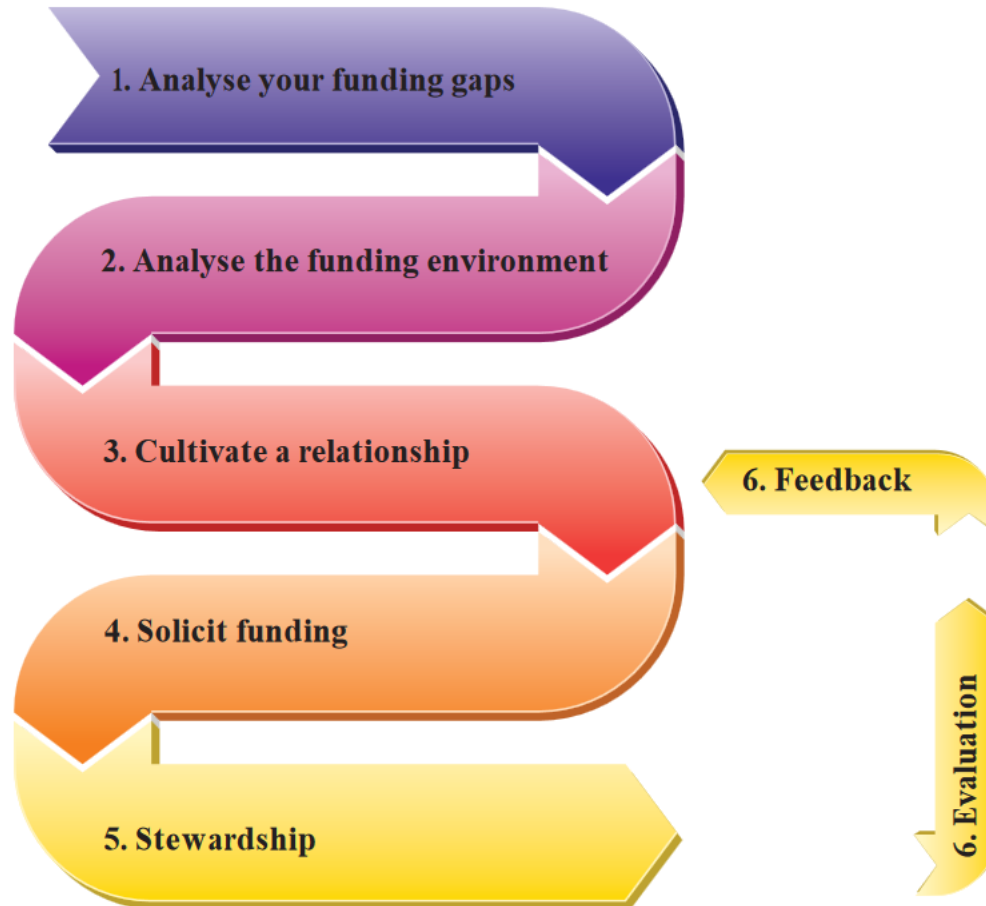 1. Analyse your funding gaps
2. Analyse the funding environment
3. Cultivate a relationship
6. Feedback
4. Solicit funding
5. Stewardship
6. Evaluation